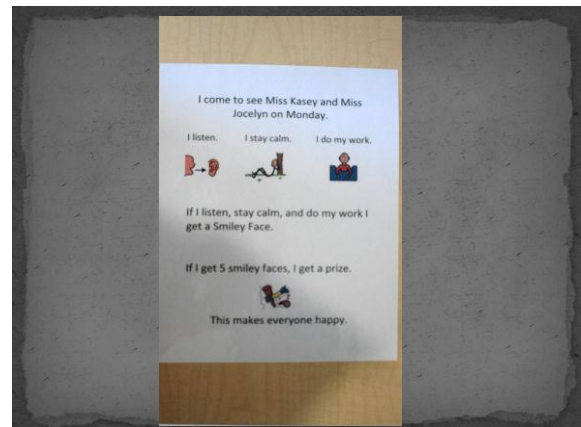 I come to see Miss Kasey and Miss
Jocelyn on Monday.
I listen. I stay calm. I do my work.
If I listen, stay calm, and do my work I
get a Smiley Face.
If I get 5 smiley faces, I get a prize.
This makes everyone happy.